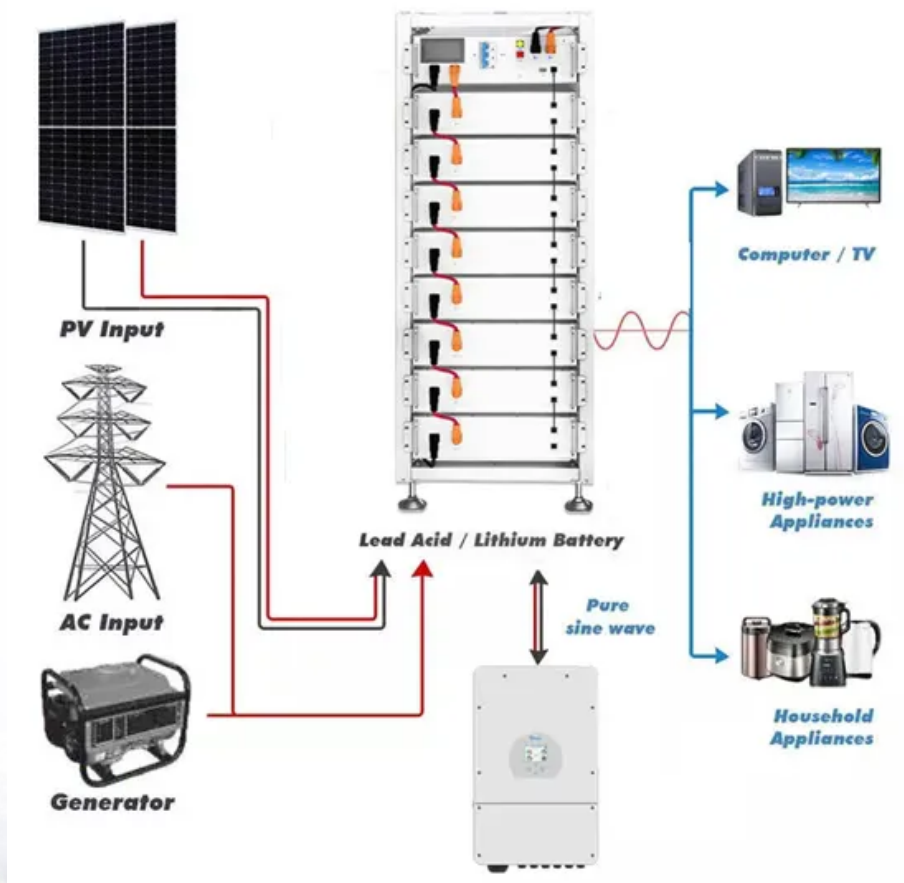 PV Input
AC Input
Generator
Lead Acid / Lithium Battery
Pure
sine wave
Computer / TV
High-power
Appliances
Household
Appliances